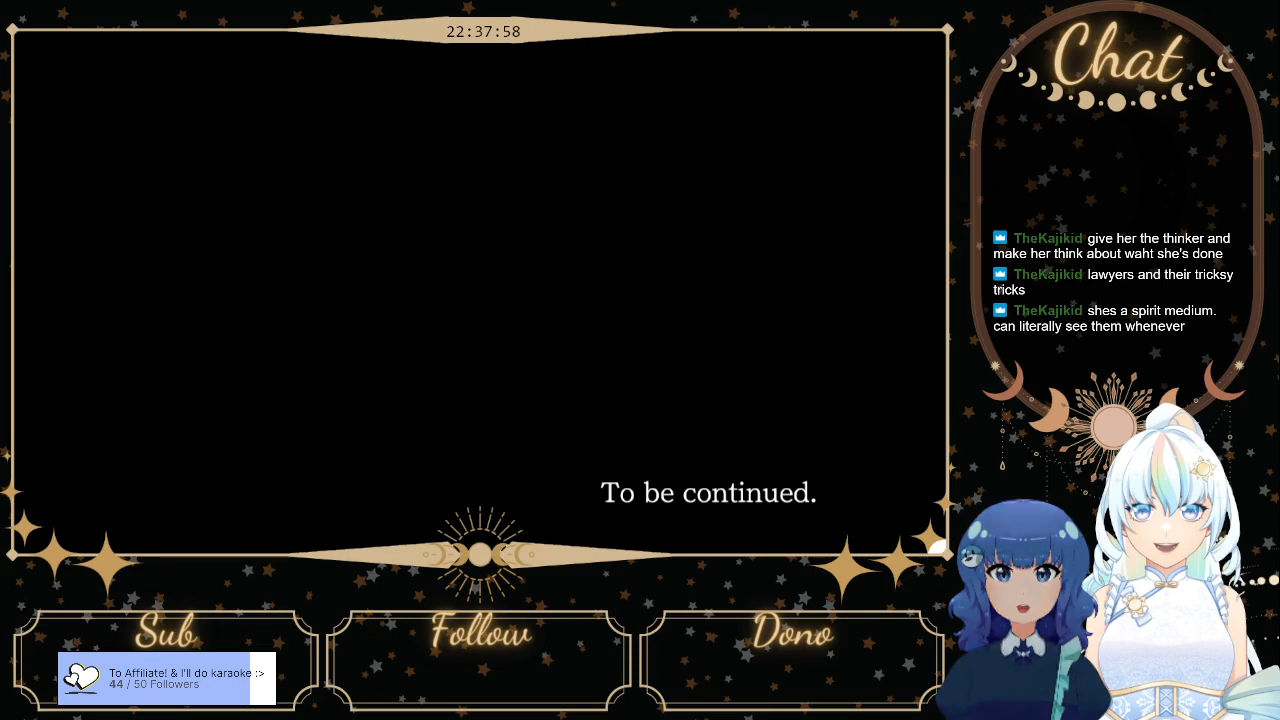 22:37:58
Chat
TheKajikid give her the thinker and
make her think about waht she's done
TheKajikid lawyers and their tricksy
tricks
TheKajikid shes a spirit medium.
can literally see them whenever
To be continued.
Sub
Follow
Dono
To Affiliate! & I'll do karaoke :>
44 / 50 Followers